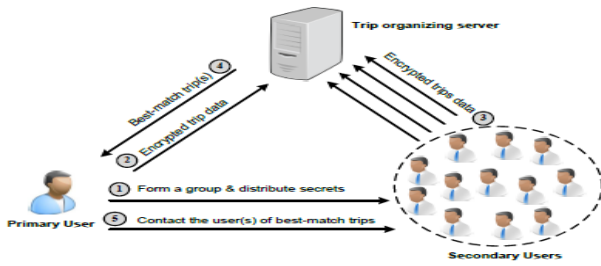 Trip organizing server
4
Best-match trip(s)
2
Encrypted trip data
Encrypted trips data
3
1 Form a group & distribute secrets
Primary User
5 Contact the user(s) of best-match trips
Secondary Users